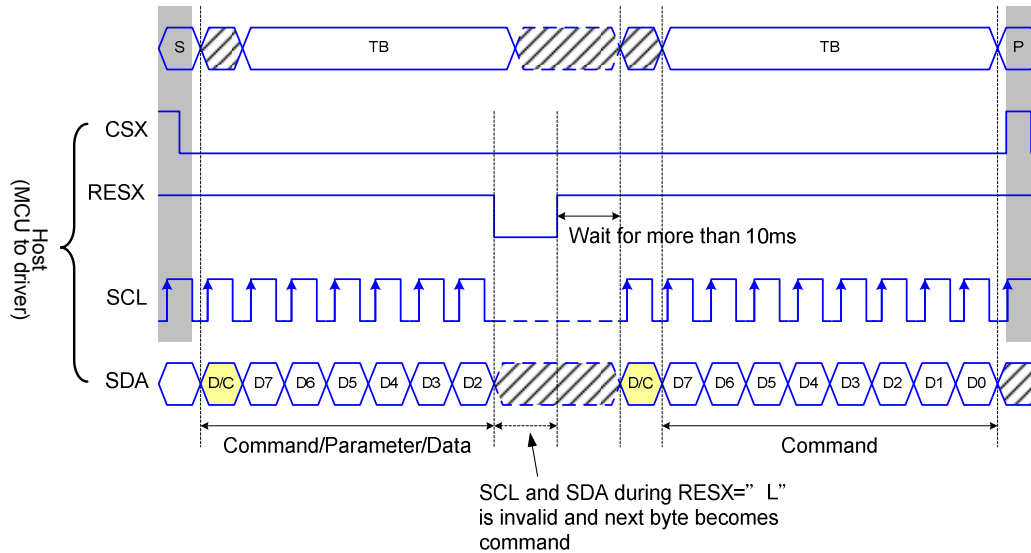 S TB TB P
CSX
RESX
Wait for more than 10ms
Host
(MCU to driver)
SCL
SDA D/C D7 D6 D5 D4 D3 D2 D/C D7 D6 D5 D4 D3 D2 D1 D0
Command/Parameter/Data Command
SCL and SDA during RESX=” L”
is invalid and next byte becomes
command